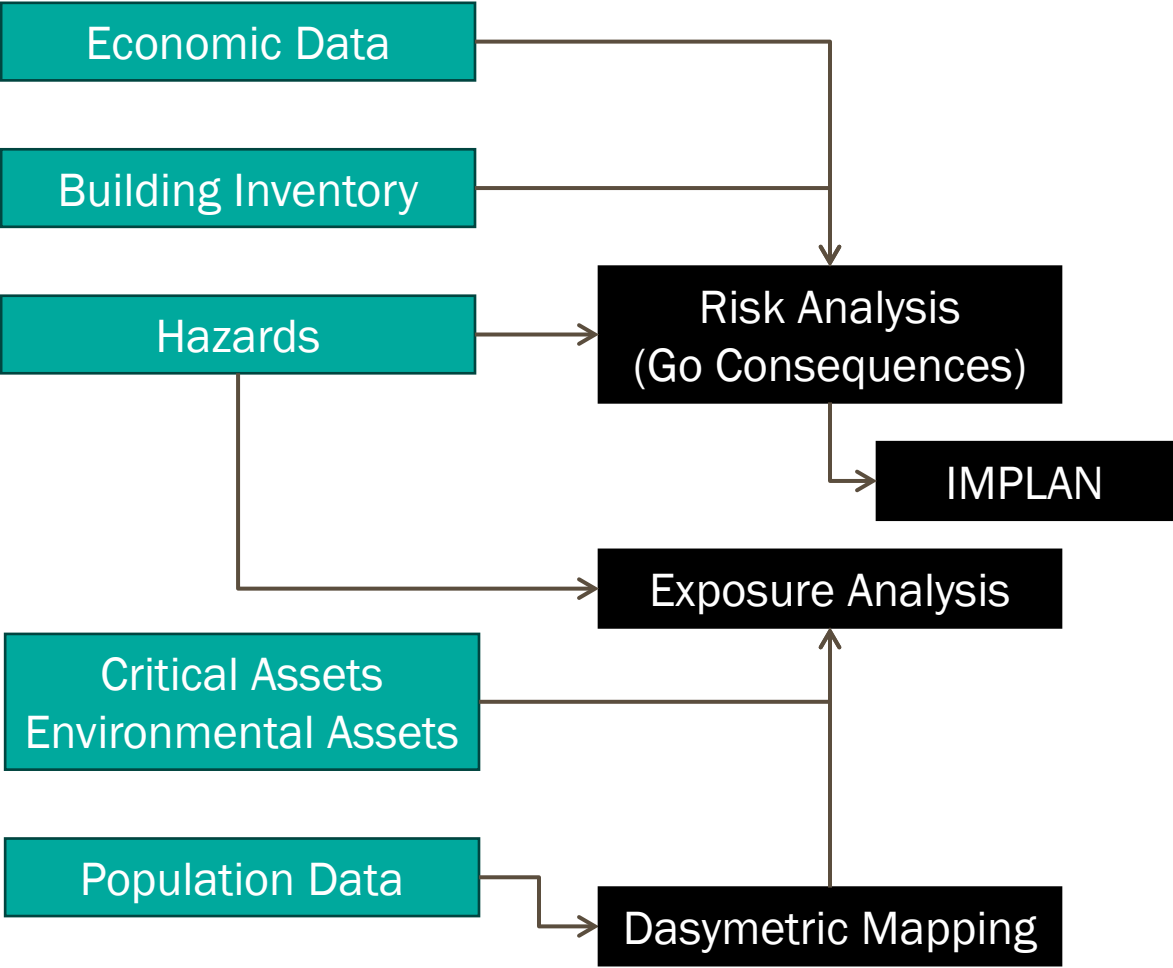 Economic Data
Building Inventory
Hazards
Risk Analysis
(Go Consequences)
IMPLAN
Exposure Analysis
Critical Assets
Environmental Assets
Population Data
Dasymetric Mapping